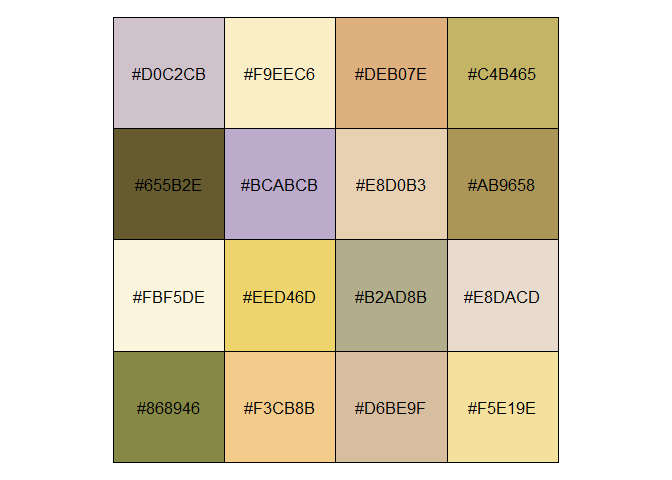 #D0C2CB #F9EEC6 #DEB07E #C4B465
#655B2E #BCABCB #E8D0B3 #AB9658
#FBF5DE #EED46D #B2AD8B #E8DACD
#868946 #F3CB8B #D6BE9F #F5E19E